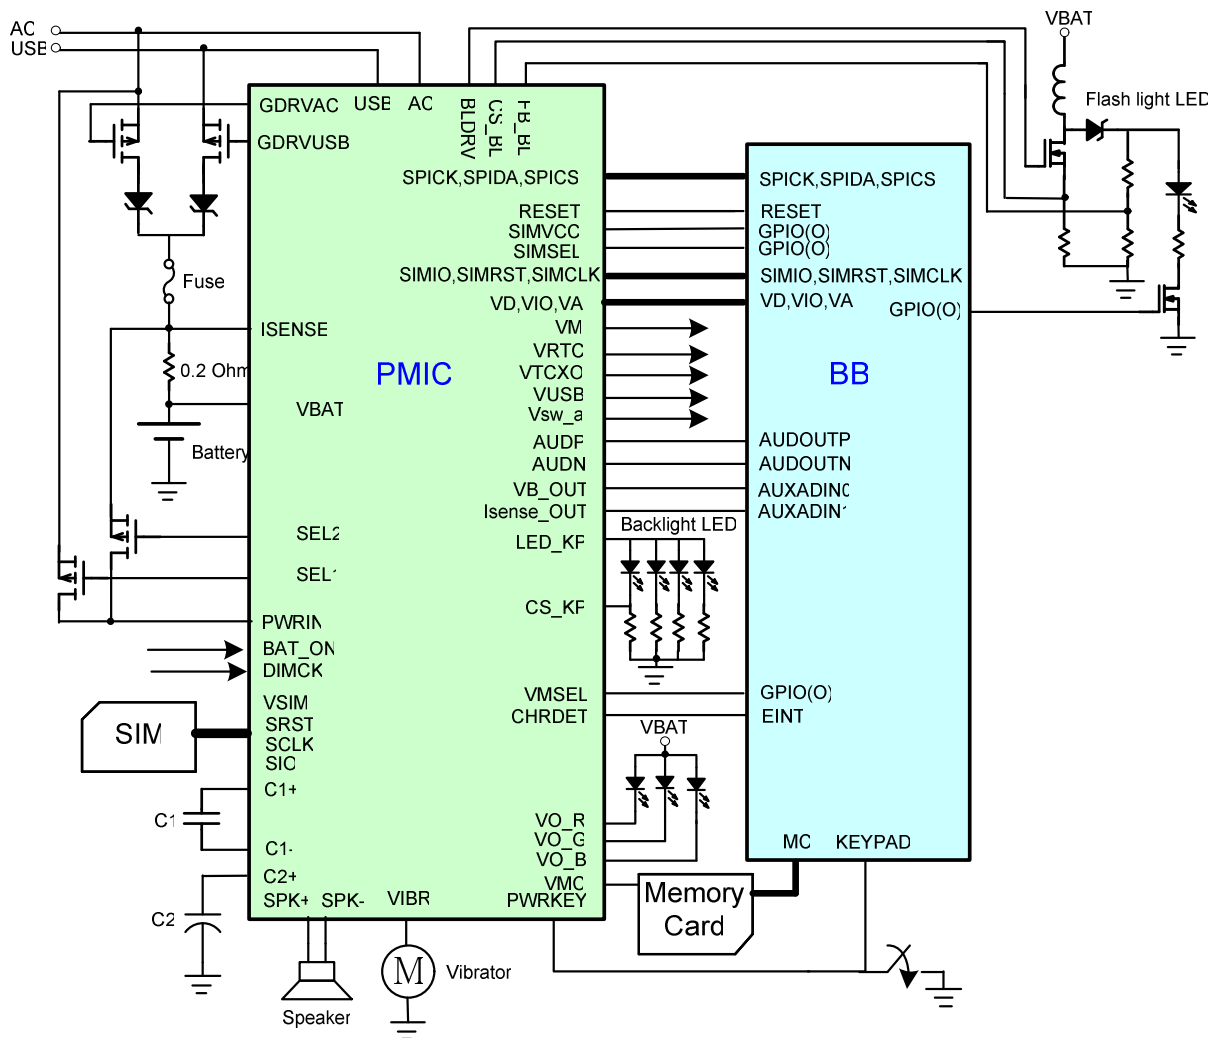 AC
USB
VBAT
Flash light LED
GDRVAC
USB
AC
BLDRV
CS_BL
FB_BL
GDRVUSB
SPICK,SPIDA,SPICS
SPICK,SPIDA,SPICS
RESET
RESET
SIMVCC
GPIO(O)
SIMSEL
GPIO(O)
SIMIO,SIMRST,SIMCLK
SIMIO,SIMRST,SIMCLK
Fuse
VD,VIO,VA
VD,VIO,VA
GPIO(O)
ISENSE
VM
VRTC
0.2 Ohm
PMIC
VTCXO
BB
VUSB
VBAT
Vsw_a
Battery
AUDP
AUDOUTP
AUDN
AUDOUTN
VB_OUT
AUXADIN0
Isense_OUT
AUXADIN1
Backlight LED
SEL2
LED_KP
SEL1
CS_KP
PWRIN
BAT_ON
DIMCK
VMSEL
GPIO(O)
VSIM
CHRDET
EINT
SIM
SRST
SCLK
SIO
VBAT
C1+
C1
VO_R
VO_G
MC
KEYPAD
C1-
VO_B
C2+
VMC
Memory
Card
SPK+
SPK-
VIBR
PWRKEY
C2
M
Vibrator
Speaker